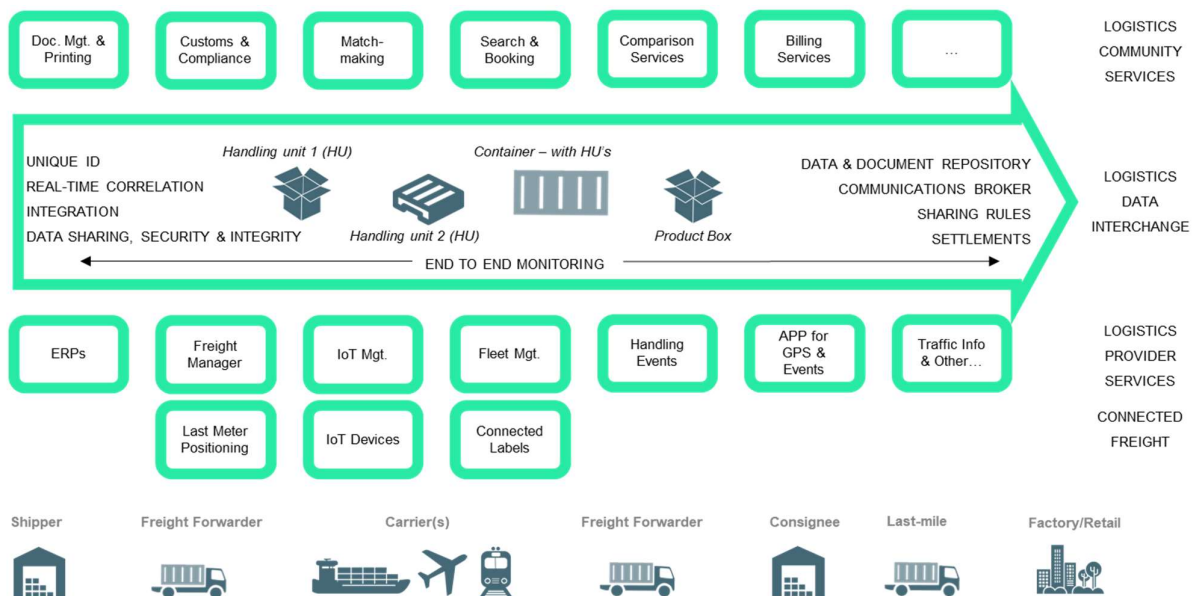 Doc. Mgt. &
Printing
Customs &
Compliance
Match-
making
Search &
Booking
Comparison
Services
Billing
Services
...
LOGISTICS
COMMUNITY
SERVICES
UNIQUE ID
REAL-TIME CORRELATION
INTEGRATION
DATA SHARING, SECURITY & INTEGRITY
Handling unit 1 (HU)
Handling unit 2 (HU)
Container – with HU's
Product Box
DATA & DOCUMENT REPOSITORY
COMMUNICATIONS BROKER
SHARING RULES
SETTLEMENTS
END TO END MONITORING
LOGISTICS
DATA
INTERCHANGE
ERPs
Freight
Manager
IoT Mgt.
Fleet Mgt.
Handling
Events
APP for
GPS &
Events
Traffic Info
& Other...
LOGISTICS
PROVIDER
SERVICES
Last Meter
Positioning
IoT Devices
Connected
Labels
CONNECTED
FREIGHT
Shipper
Freight Forwarder
Carrier(s)
Freight Forwarder
Consignee
Last-mile
Factory/Retail